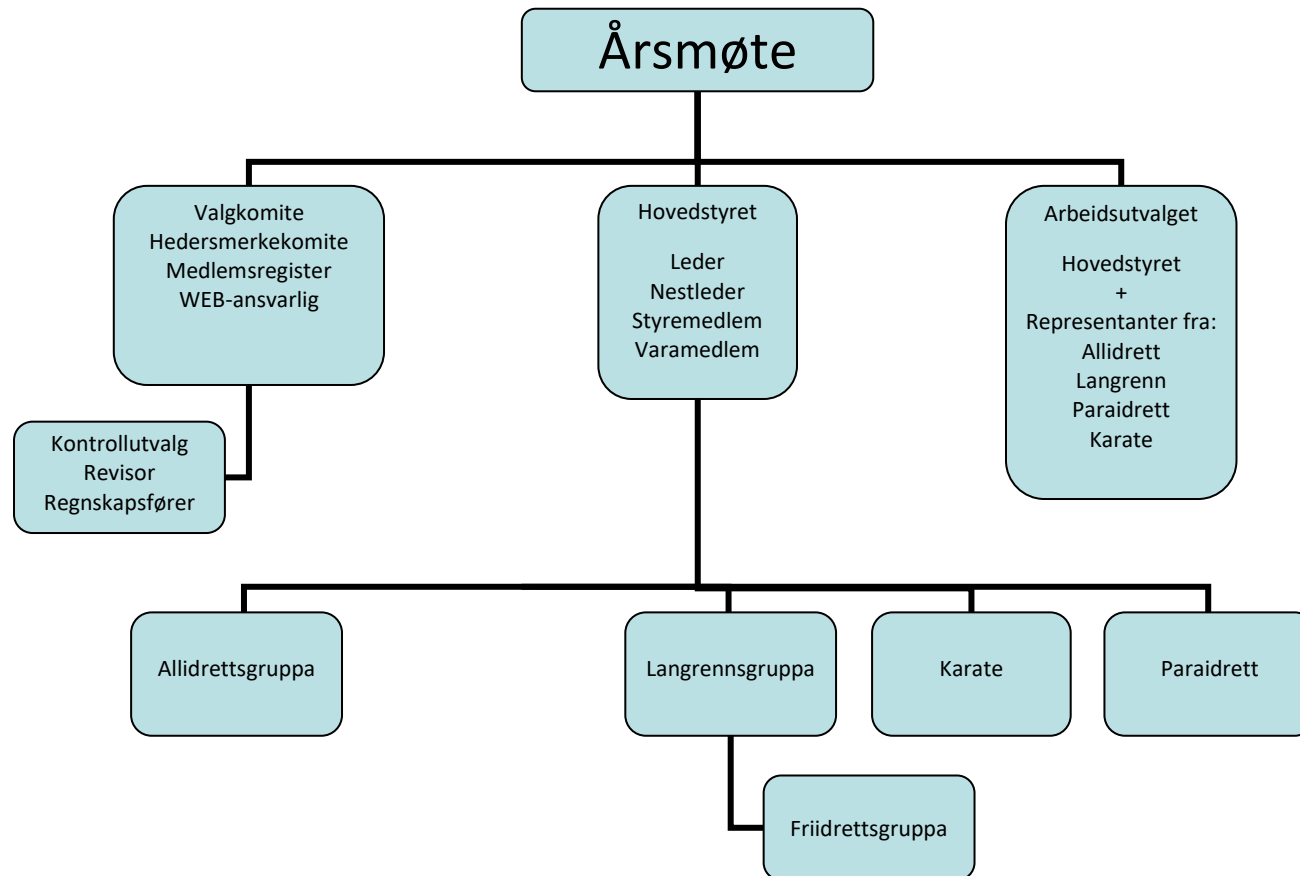 Årsmøte
Valgkomite
Hedersmerkekomite
Medlemsregister
WEB-ansvarlig
Hovedstyret
Leder
Nestleder
Styremedlem
Varamedlem
Arbeidsutvalget
Hovedstyret
+
Representanter fra:
Allidrett
Langrenn
Paraidrett
Karate
Kontrollutvalg
Revisor
Regnskapsfører
Allidrettsgruppa
Langrennsgruppa
Karate
Paraidrett
Friidrettsgruppa